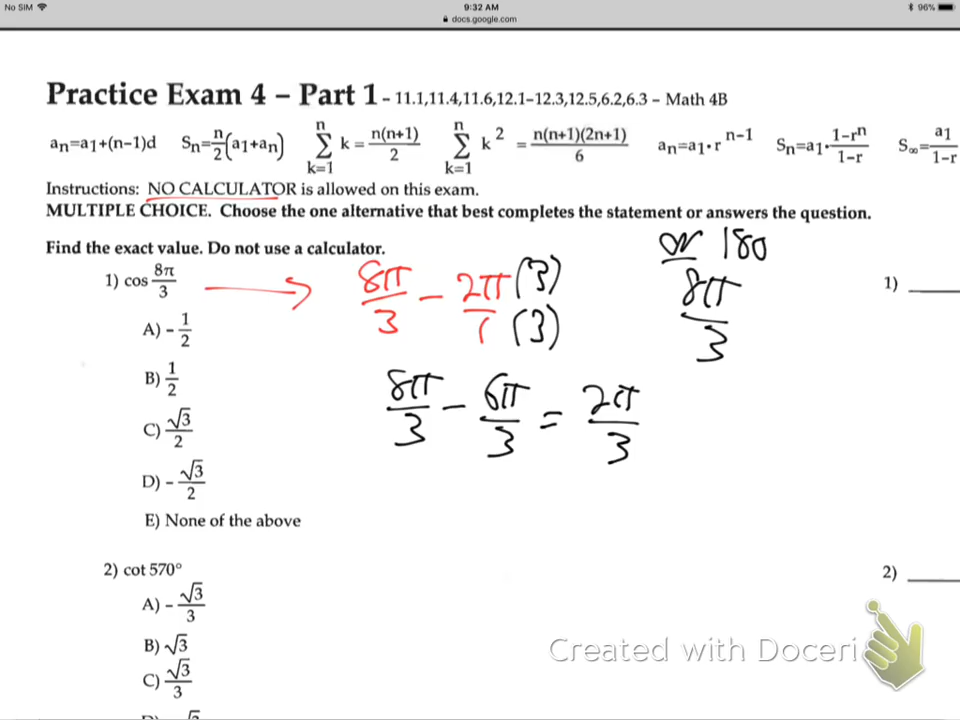 No SIM 9:32 AM 96%
docs.google.com
Practice Exam 4 – Part 1 – 11.1,11.4,11.6,12.1–12.3,12.5,6.2,6.3 – Math 4B
an=a1+(n−1)d Sn=n/2(a1+an) n∑k=1 k = n(n+1)/2 n∑k=1 k^2 = n(n+1)(2n+1)/6 an=a1·r^n−1 Sn=a1·1−r^n/1−r S∞=a1/1−r
Instructions: NO CALCULATOR is allowed on this exam.
MULTIPLE CHOICE. Choose the one alternative that best completes the statement or answers the question.
Find the exact value. Do not use a calculator.
or 180
1) cos 8π/3 → 8π/3 − 2π/1 (3)/(3) 8π/3 1) ____
A) − 1/2
B) 1/2
8π/3 − 6π/3 = 2π/3
C) √3/2
D) − √3/2
E) None of the above
2) cot 570° 2) ____
A) − √3/3
B) √3
C) √3/3
Created with Doceri